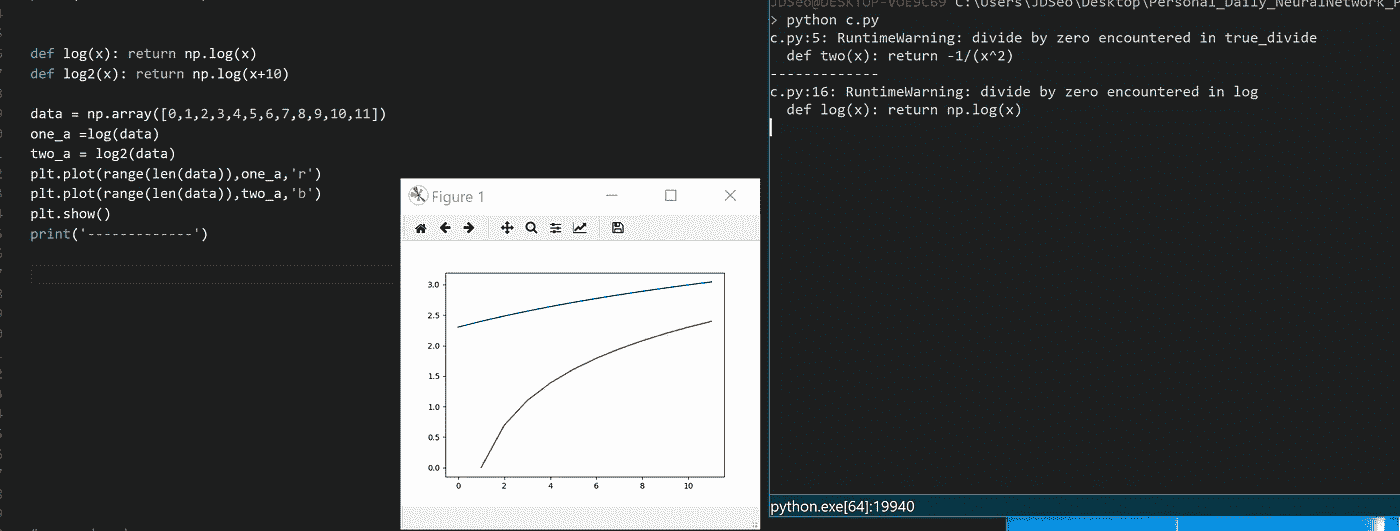 def log(x): return np.log(x)
def log2(x): return np.log(x+10)
data = np.array([0,1,2,3,4,5,6,7,8,9,10,11])
one_a =log(data)
two_a = log2(data)
plt.plot(range(len(data)),one_a,'r')
plt.plot(range(len(data)),two_a,'b')
plt.show()
print('-------------')
Figure 1
3.0
2.5
2.0
1.5
1.0
0.5
0.0
0 2 4 6 8 10
JDSeo@DESKTOP-VOE9C69 C:\Users\JDSeo\Desktop\Personal_Daily_NeuralNetwork_P
> python c.py
c.py:5: RuntimeWarning: divide by zero encountered in true_divide
def two(x): return -1/(x^2)
-------------
c.py:16: RuntimeWarning: divide by zero encountered in log
def log(x): return np.log(x)
python.exe[64]:19940